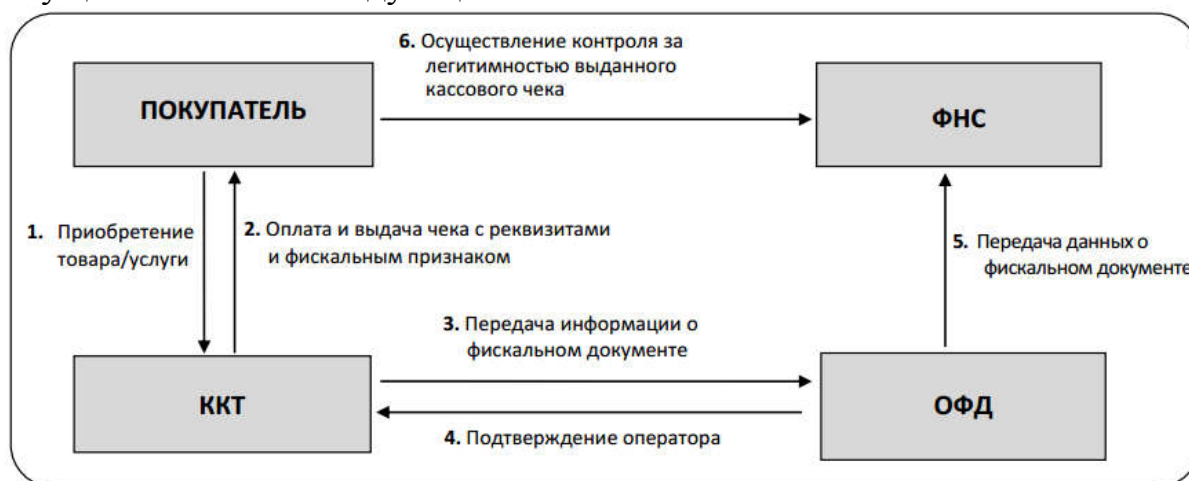 6. Осуществление контроля за
легитимностью выданного
кассового чека
ПОКУПАТЕЛЬ
ФНС
1. Приобретение
товара/услуги
2. Оплата и выдача чека с реквизитами
и фискальным признаком
5. Передача данных о
фискальном документе
3. Передача информации о
фискальном документе
ККТ
ОФД
4. Подтверждение оператора